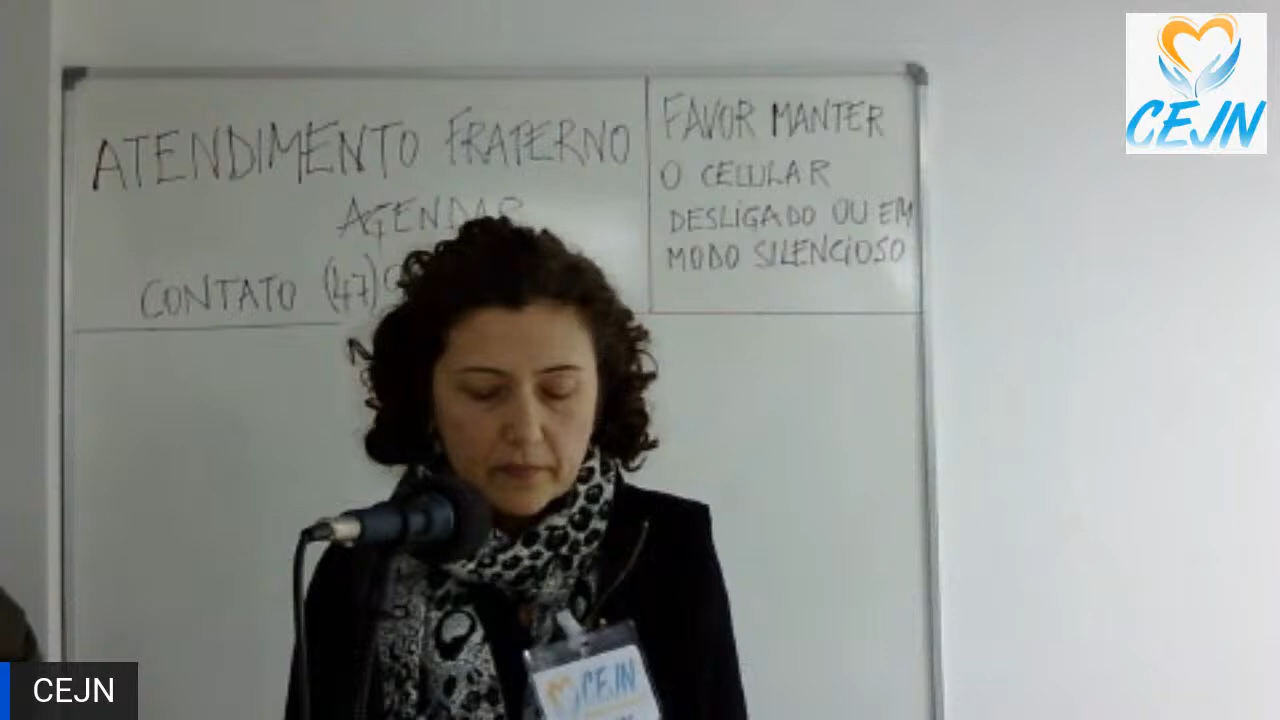 ATENDIMENTO FRATERNO
AGENDAR
CONTATO (47)
FAVOR MANTER
O CELULAR
DESLIGADO OU EM
MODO SILENCIOSO
CEJN
CEJN
CEJN